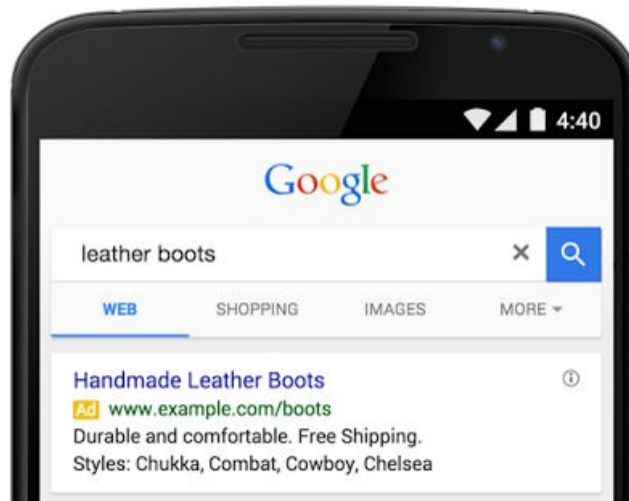 4:40
Google
leather boots
WEB SHOPPING IMAGES MORE
Handmade Leather Boots
Ad www.example.com/boots
Durable and comfortable. Free Shipping.
Styles: Chukka, Combat, Cowboy, Chelsea